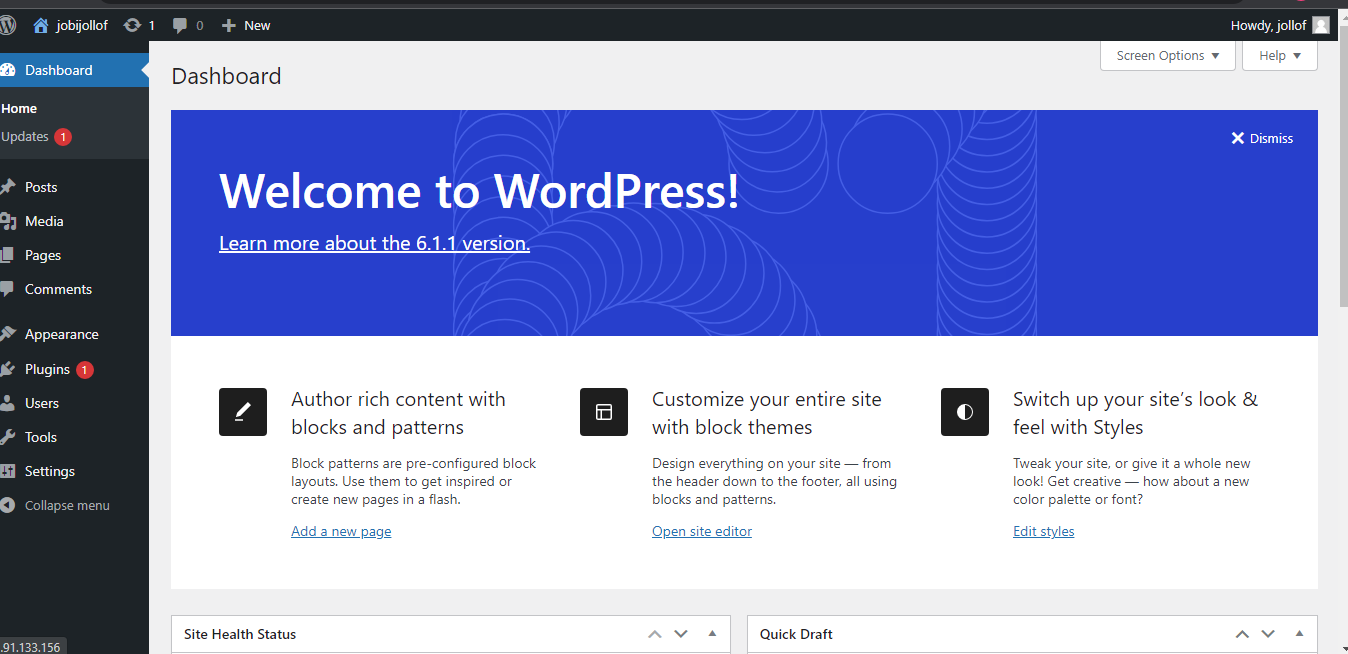 jobijollof 1 0 New Howdy, jollof
Screen Options Help
Dashboard
Home
Updates 1
Posts
Media
Pages
Comments
Appearance
Plugins 1
Users
Tools
Settings
Collapse menu
Dashboard
Dismiss
Welcome to WordPress!
Learn more about the 6.1.1 version.
Author rich content with
blocks and patterns
Block patterns are pre-configured block
layouts. Use them to get inspired or
create new pages in a flash.
Add a new page
Customize your entire site
with block themes
Design everything on your site — from
the header down to the footer, all using
blocks and patterns.
Open site editor
Switch up your site’s look &
feel with Styles
Tweak your site, or give it a whole new
look! Get creative — how about a new
color palette or font?
Edit styles
Site Health Status
Quick Draft
.91.133.156